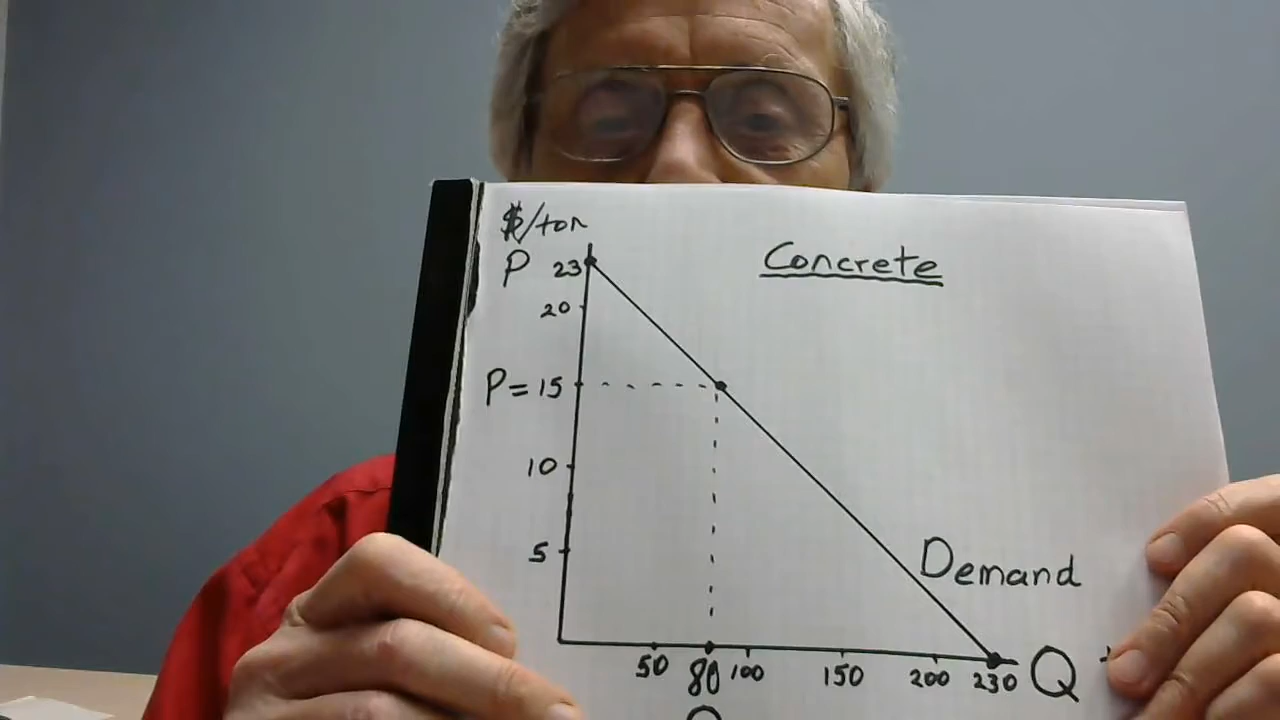 $/ton
P 23
Concrete
20
P = 15
10
5
Demand
50 80 100 150 200 230 Q